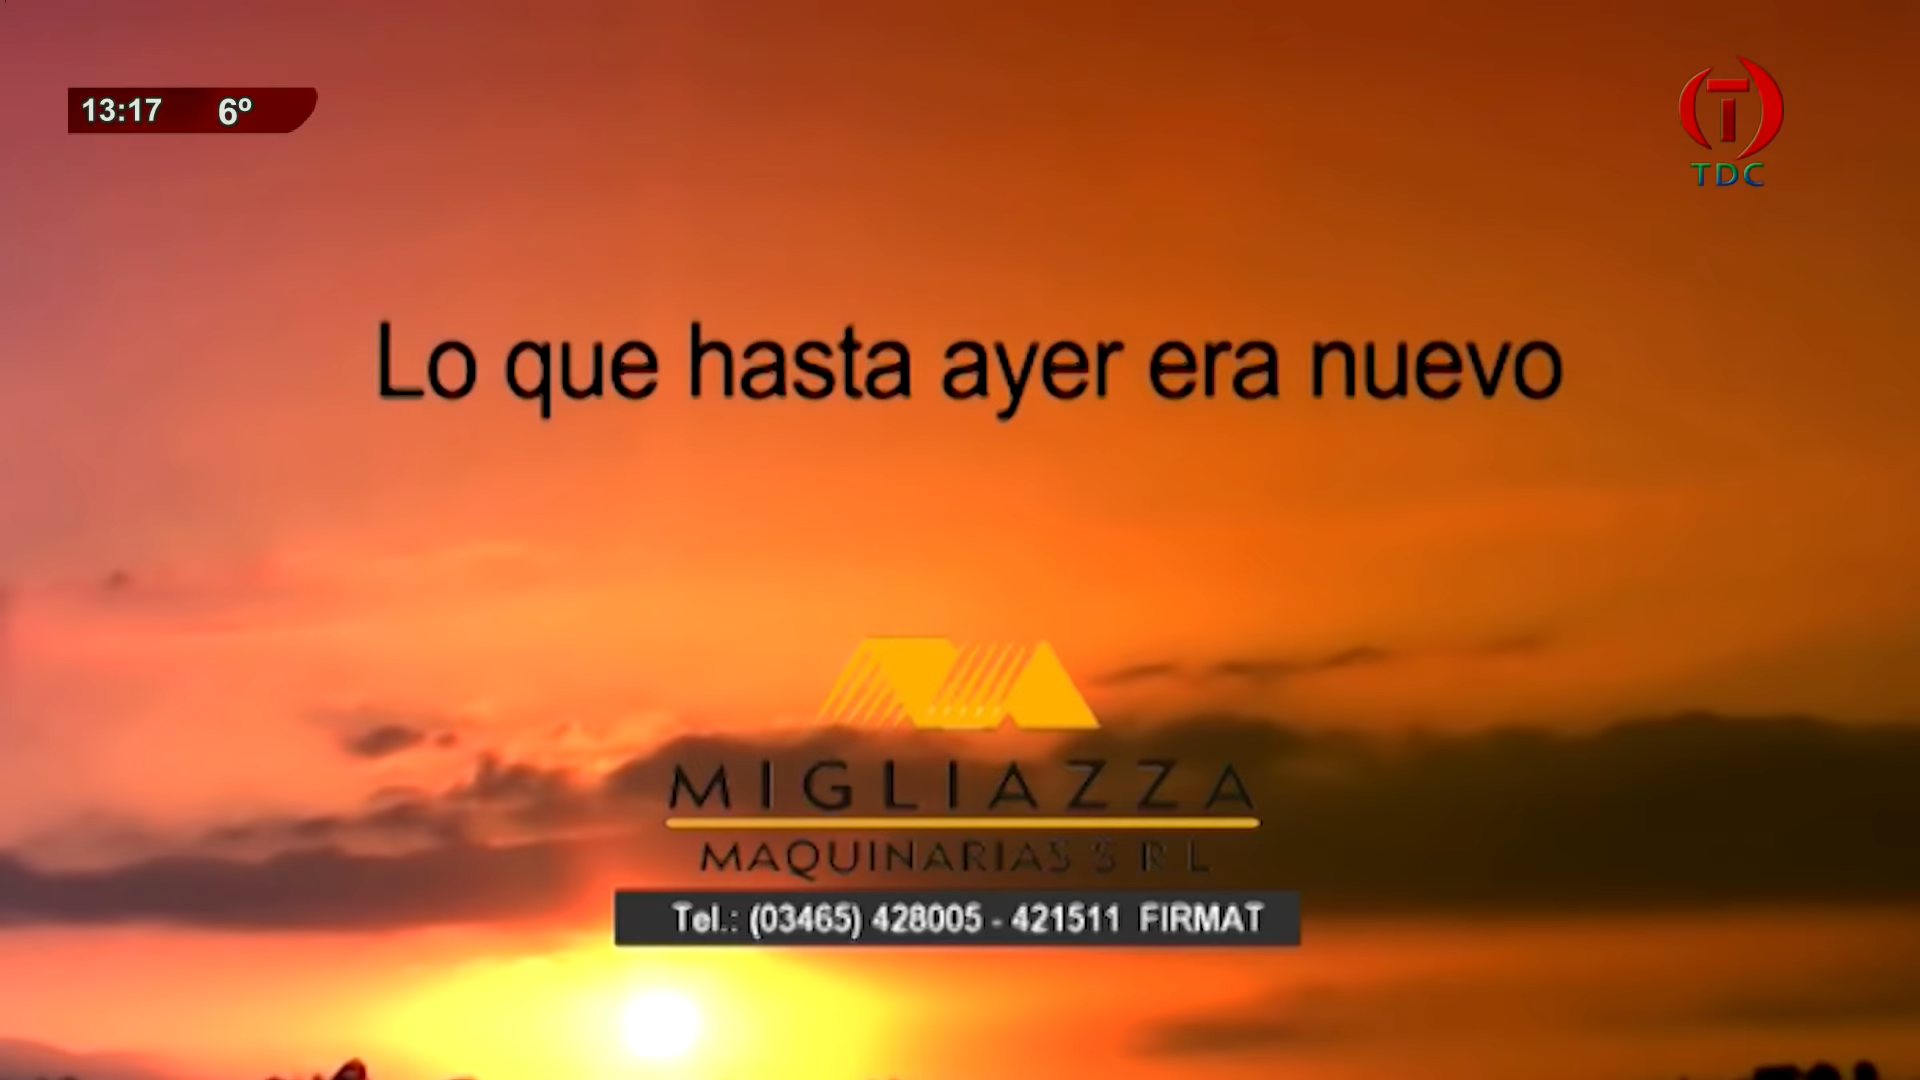 13:17 6º
TDC
Lo que hasta ayer era nuevo
MIGLIAZZA
MAQUINARIAS S R L
Tel.: (03465) 428005 - 421511 FIRMAT